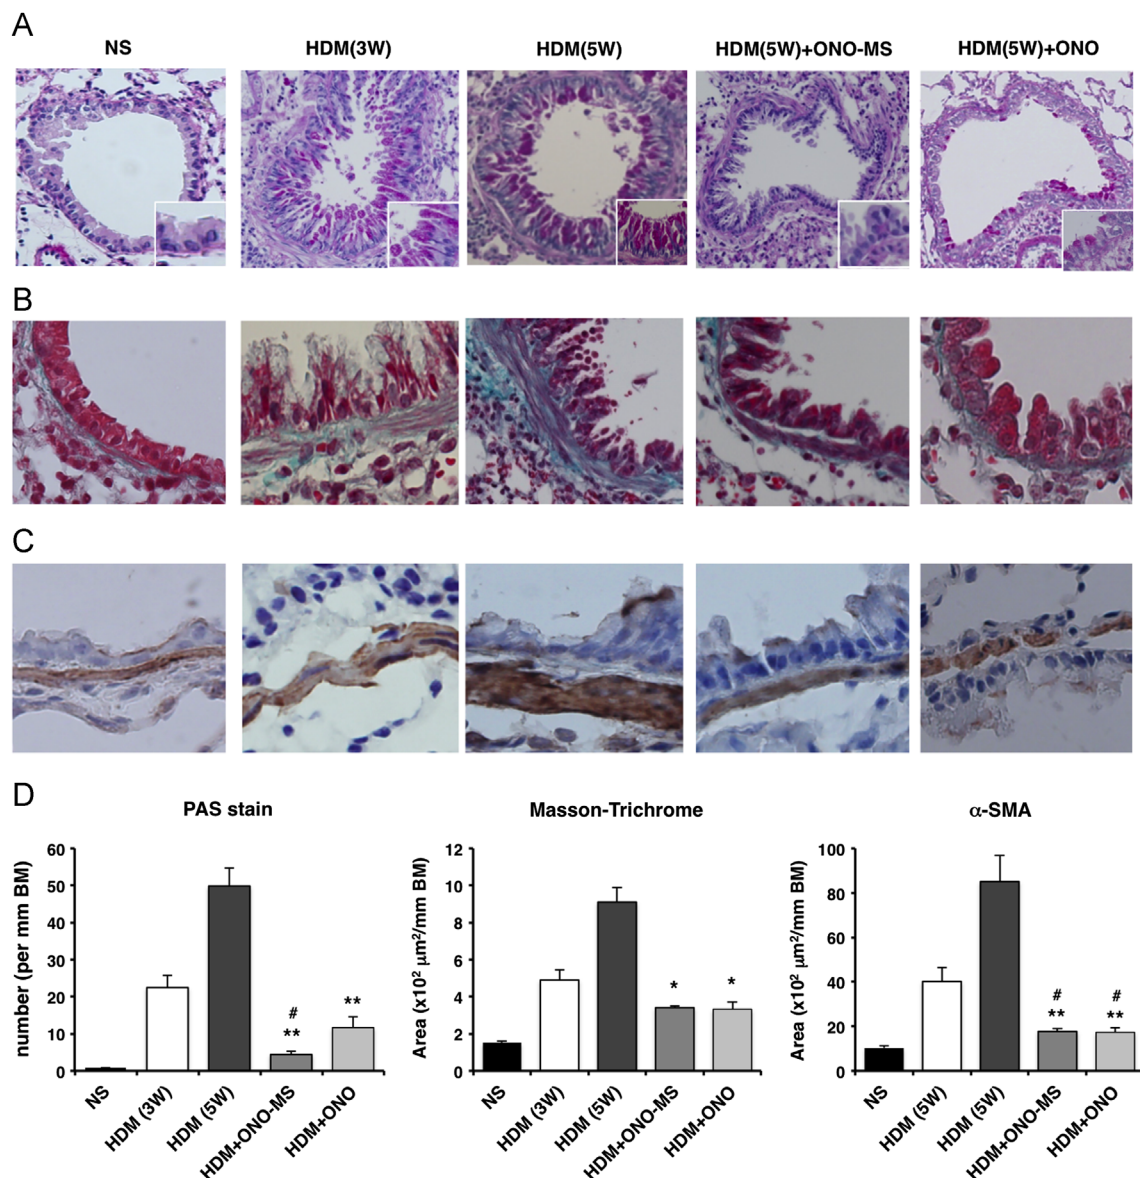 A
NS
HDM(3W)
HDM(5W)
HDM(5W)+ONO-MS
HDM(5W)+ONO
B
C
D
PAS stain
number (per mm BM)
60
50
40
30
20
10
0
#
**
**
NS
HDM (3W)
HDM (5W)
HDM+ONO-MS
HDM+ONO
Masson-Trichrome
Area (x10² µm²/mm BM)
12
10
8
6
4
2
0
*
*
NS
HDM (3W)
HDM (5W)
HDM+ONO-MS
HDM+ONO
α-SMA
Area (x10² µm²/mm BM)
100
80
60
40
20
0
#
**
#
**
NS
HDM (5W)
HDM (5W)
HDM+ONO-MS
HDM+ONO